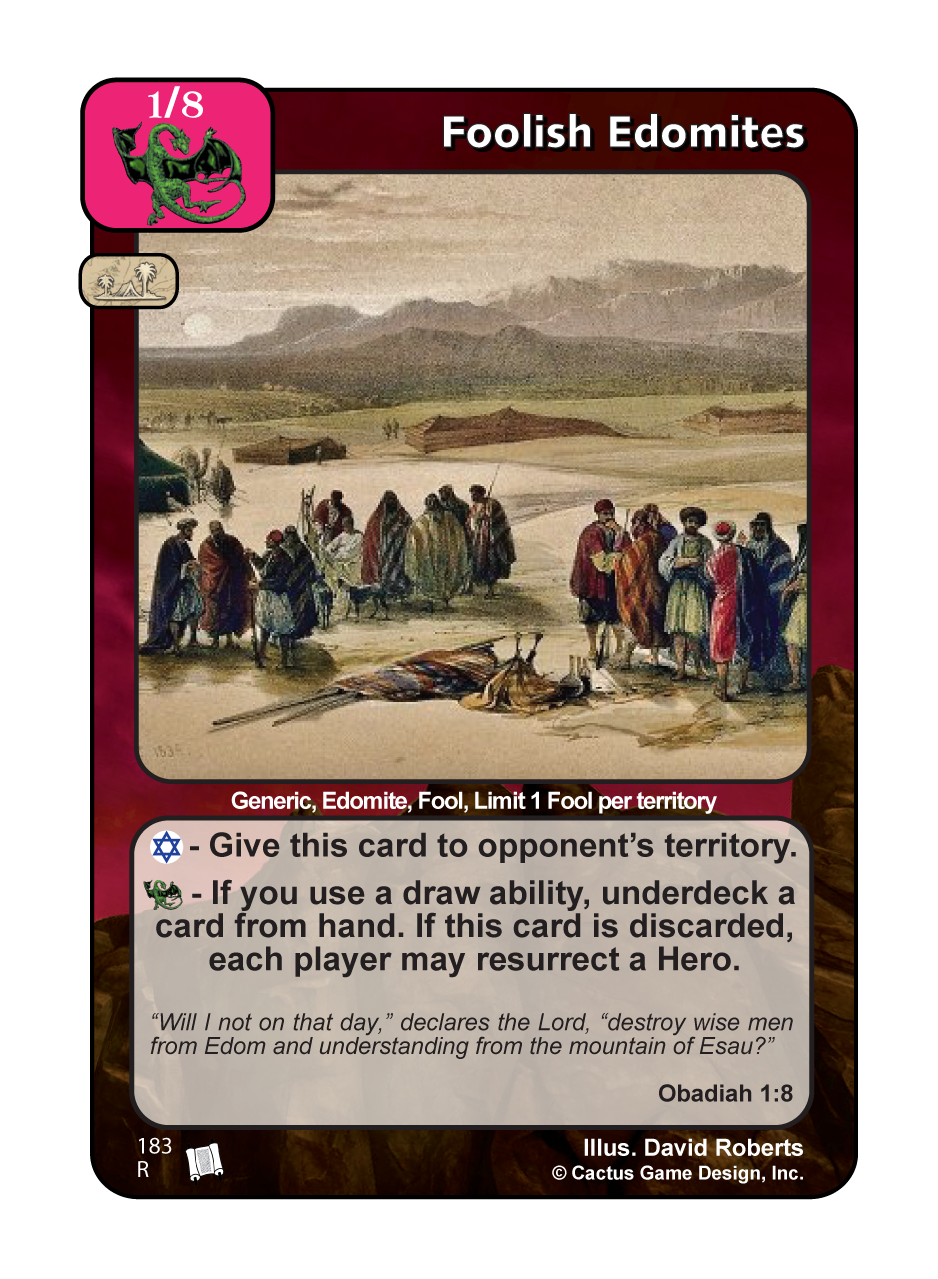 1/8
Foolish Edomites
1839.
Generic, Edomite, Fool, Limit 1 Fool per territory
- Give this card to opponent’s territory.
- If you use a draw ability, underdeck a
card from hand. If this card is discarded,
each player may resurrect a Hero.
“Will I not on that day,” declares the Lord, “destroy wise men
from Edom and understanding from the mountain of Esau?”
Obadiah 1:8
183
R
Illus. David Roberts
© Cactus Game Design, Inc.